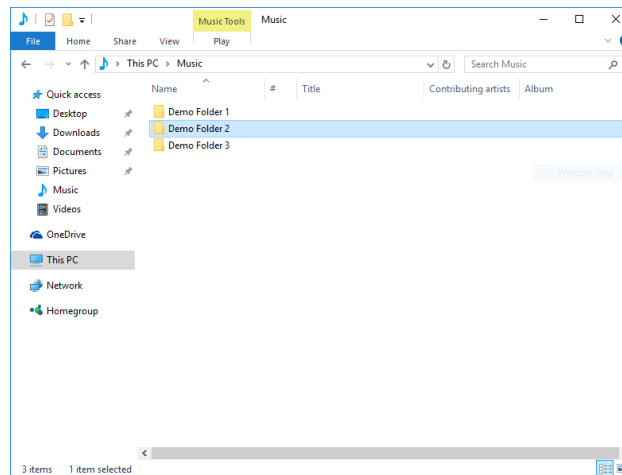 Music Tools Music
File Home Share View Play
This PC Music Search Music
Name # Title Contributing artists Album
Quick access
Desktop
Downloads
Documents
Pictures
Music
Videos
OneDrive
This PC
Network
Homegroup
Demo Folder 1
Demo Folder 2
Demo Folder 3
Window Snip
3 items 1 item selected